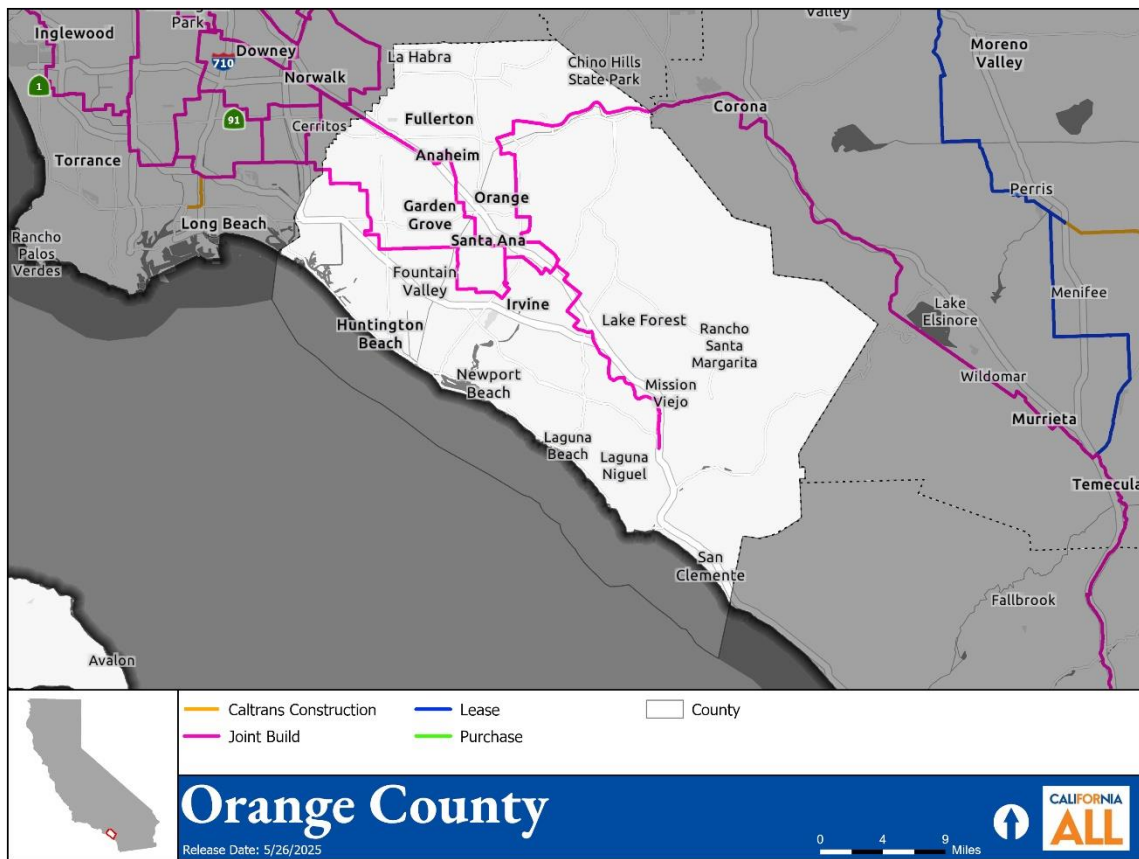 Park
Inglewood
Downey
710
Norwalk
La Habra
Chino Hills
State Park
Valley
Moreno
Valley
1
91
Cerritos
Fullerton
Corona
Torrance
Anaheim
Orange
Garden
Grove
Perris
Long Beach
Santa Ana
Rancho
Palos
Verdes
Fountain
Valley
Irvine
Menifee
Huntington
Beach
Lake Forest
Rancho
Santa
Margarita
Lake
Elsinore
Newport
Beach
Mission
Viejo
Wildomar
Murrieta
Laguna
Beach
Laguna
Niguel
Temecula
San
Clemente
Fallbrook
Avalon
Caltrans Construction
Lease
County
Joint Build
Purchase
Orange County
Release Date: 5/26/2025
0 4 9
Miles
CALIFORNIA
ALL